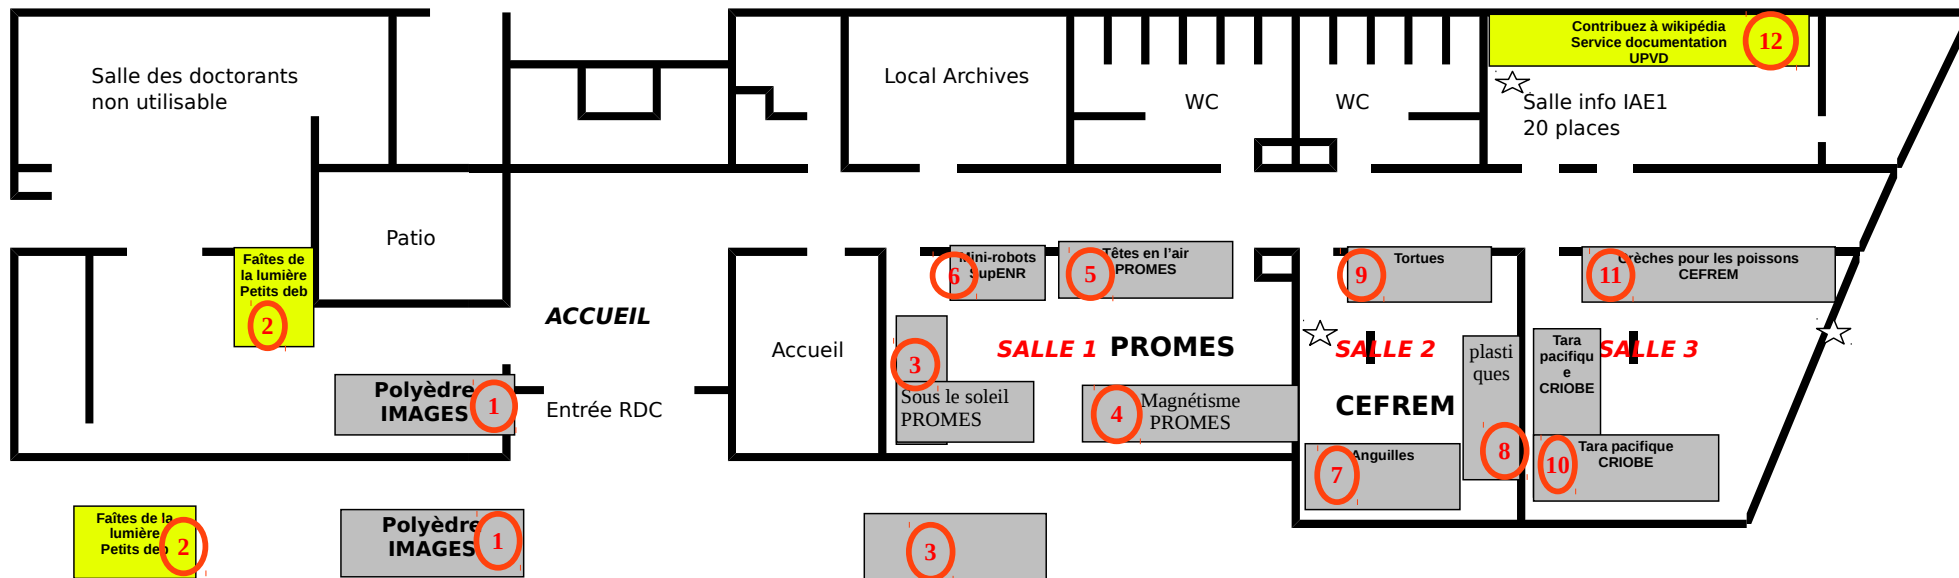 Contribuez à wikipédia
Service documentation
UPVD
12
Salle des doctorants
non utilisable
Local Archives
WC
WC
Salle info IAE1
20 places
Patio
Faîtes de
la lumière
Petits deb
2
Mini-robots
SupENR
6
Têtes en l'air
PROMES
5
Tortues
9
Crèches pour les poissons
CEFREM
11
ACCUEIL
Accueil
3
SALLE 1 PROMES
SALLE 2
plasti
ques
Tara
pacifiqu
e
CRIOBE
SALLE 3
Polyèdre
IMAGES
1
Entrée RDC
Sous le soleil
PROMES
4
Magnétisme
PROMES
CEFREM
8
Anguilles
7
Tara pacifique
CRIOBE
10
Faîtes de la
lumière
Petits deb
2
Polyèdre
IMAGES
1
3